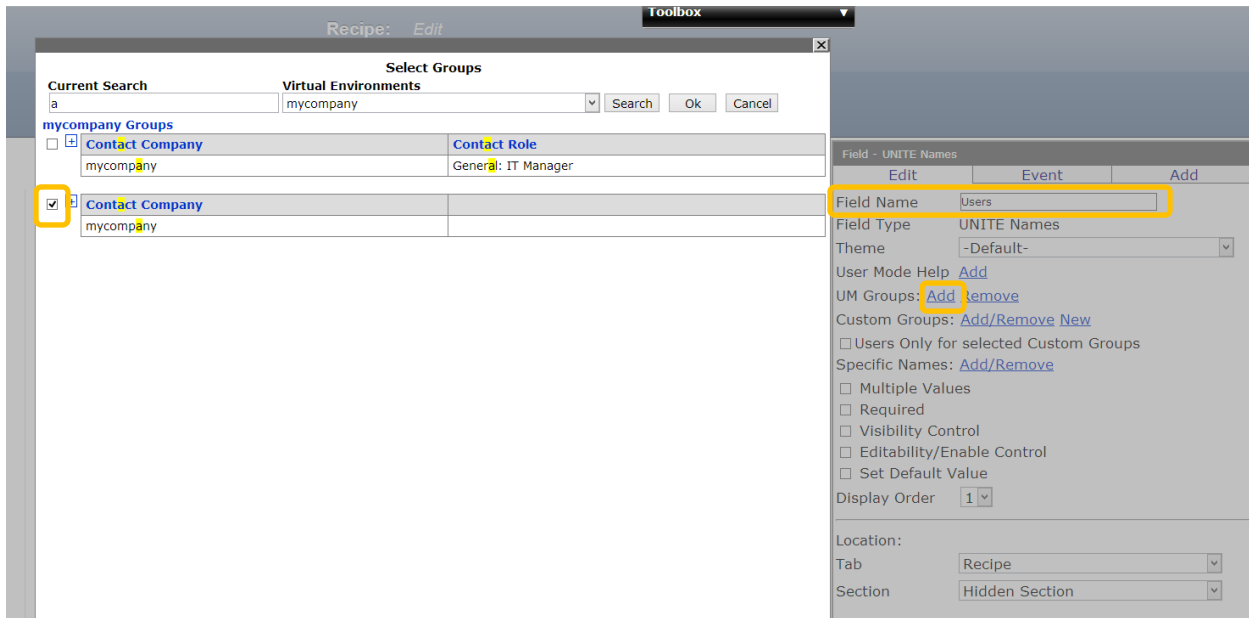 Toolbox
Recipe: Edit
Select Groups
Current Search Virtual Environments
a mycompany Search Ok Cancel
mycompany Groups
Contact Company Contact Role
mycompany General: IT Manager
Contact Company
mycompany
Field - UNITE Names
Edit Event Add
Field Name Users
Field Type UNITE Names
Theme -Default-
User Mode Help Add
UM Groups: Add Remove
Custom Groups: Add/Remove New
Users Only for selected Custom Groups
Specific Names: Add/Remove
Multiple Values
Required
Visibility Control
Editability/Enable Control
Set Default Value
Display Order 1
Location:
Tab Recipe
Section Hidden Section